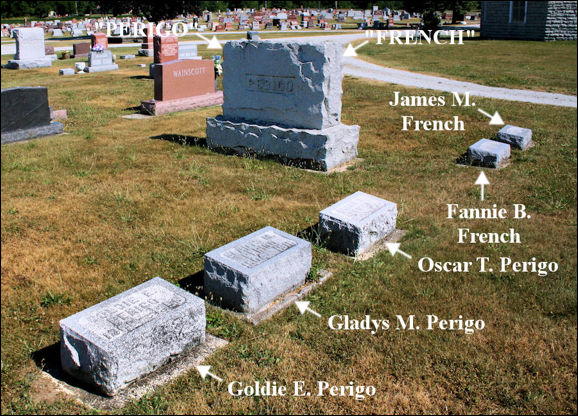 "PERIGO"
"FRENCH"
WAINSCOTT
PERIGO
James M.
French
Fannie B.
French
Oscar T. Perigo
Gladys M. Perigo
Goldie E. Perigo